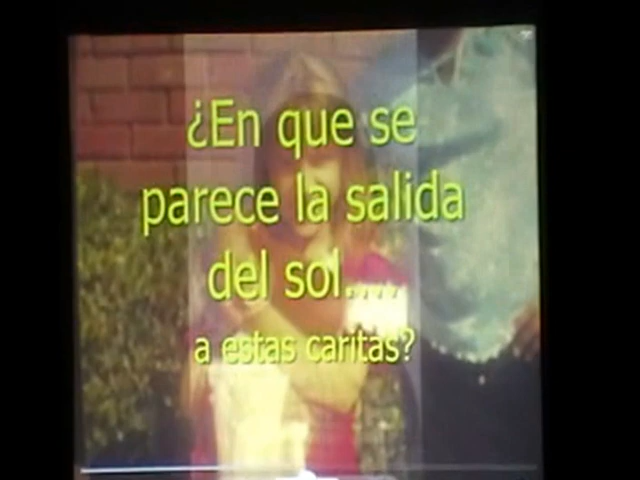 ¿En que se
parece la salida
del sol....
a estas caritas?